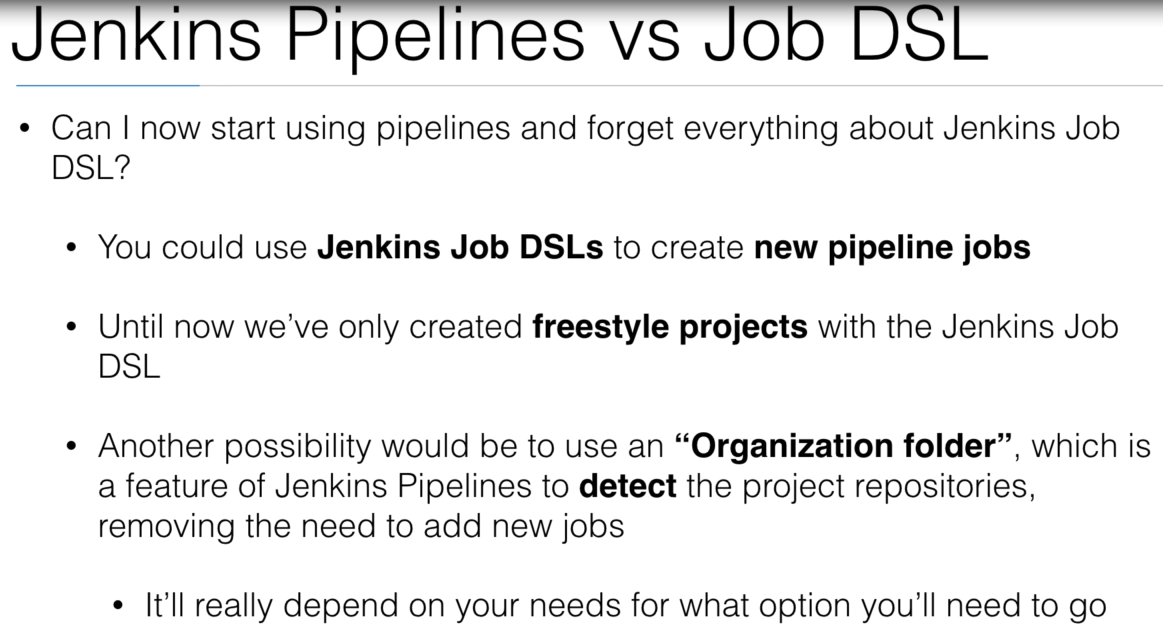 Jenkins Pipelines vs Job DSL
• Can I now start using pipelines and forget everything about Jenkins Job
DSL?
• You could use Jenkins Job DSLs to create new pipeline jobs
• Until now we’ve only created freestyle projects with the Jenkins Job
DSL
• Another possibility would be to use an “Organization folder”, which is
a feature of Jenkins Pipelines to detect the project repositories,
removing the need to add new jobs
• It’ll really depend on your needs for what option you’ll need to go